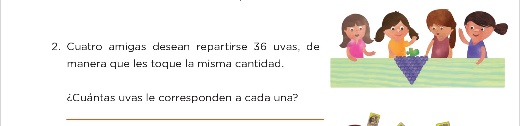 2. Cuatro amigas desean repartirse 36 uvas, de
manera que les toque la misma cantidad.
¿Cuántas uvas le corresponden a cada una?